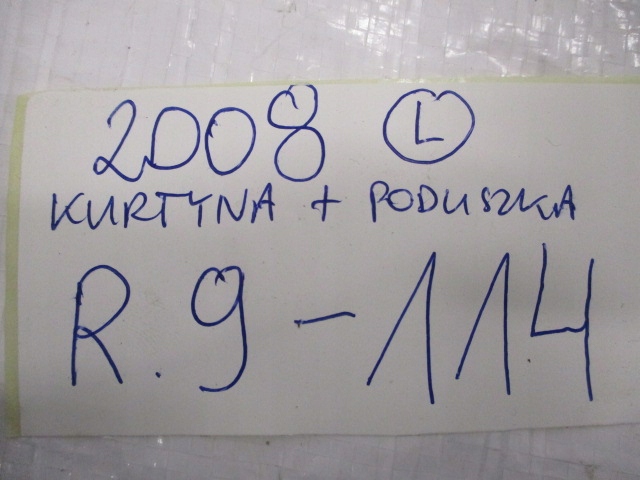 2008 L
KURTYNA + PODUSZKA
R.9-114